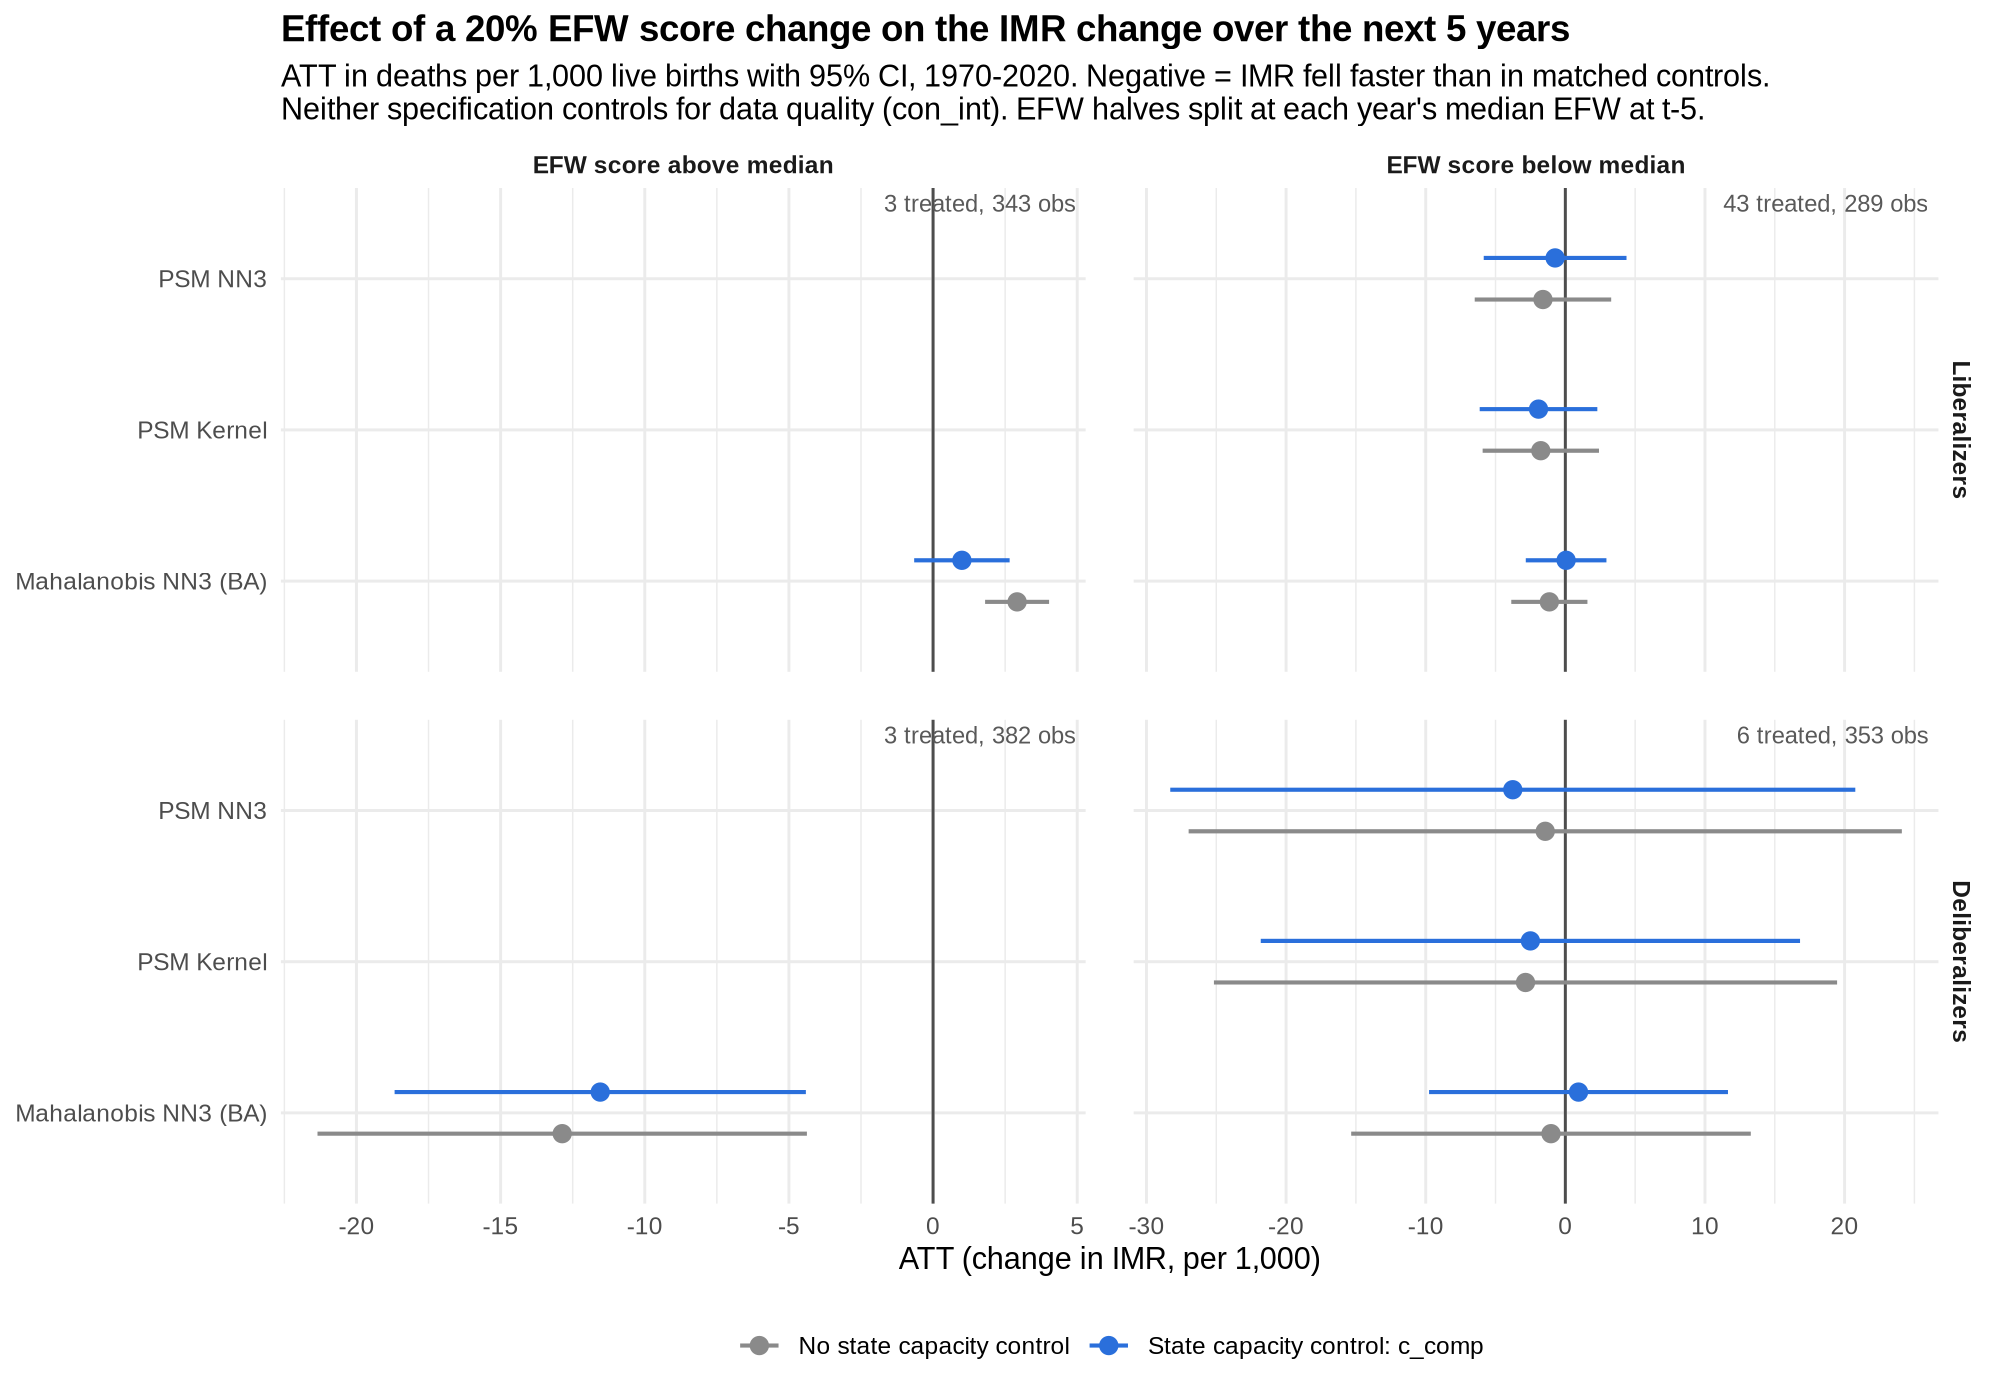 Effect of a 20% EFW score change on the IMR change over the next 5 years
ATT in deaths per 1,000 live births with 95% CI, 1970-2020. Negative = IMR fell faster than in matched controls.
Neither specification controls for data quality (con_int). EFW halves split at each year's median EFW at t-5.
EFW score above median
EFW score below median
3 treated, 343 obs
43 treated, 289 obs
PSM NN3
PSM Kernel
Mahalanobis NN3 (BA)
Liberalizers
3 treated, 382 obs
6 treated, 353 obs
PSM NN3
PSM Kernel
Mahalanobis NN3 (BA)
Deliberalizers
-20 -15 -10 -5 0 5 -30 -20 -10 0 10 20
ATT (change in IMR, per 1,000)
No state capacity control State capacity control: c_comp